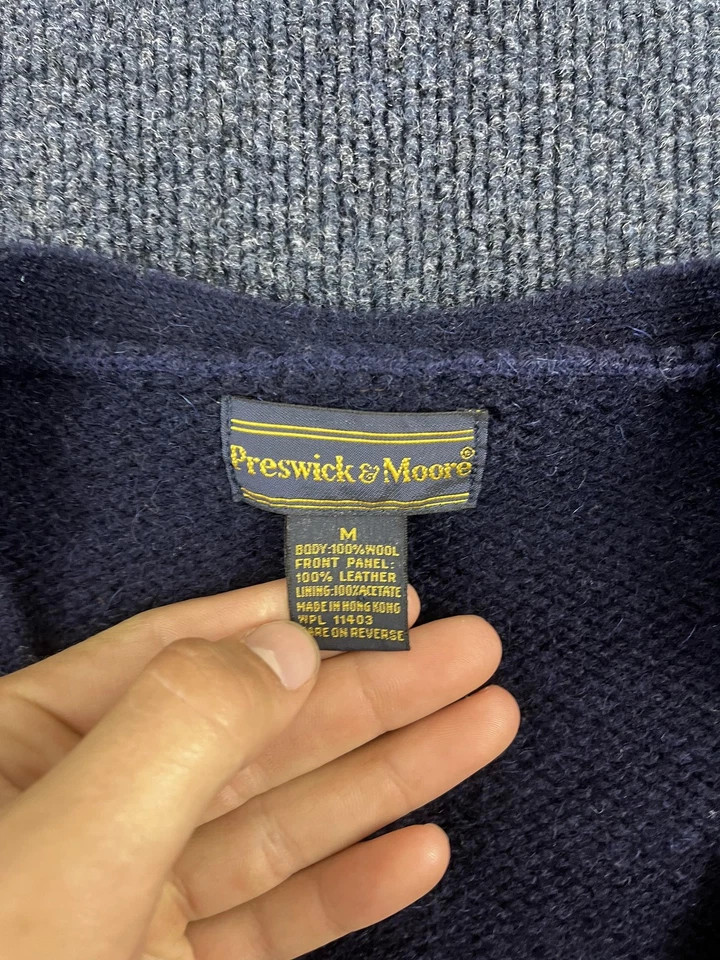 Preswick & Moore®
M
BODY:100%WOOL
FRONT PANEL:
100% LEATHER
LINING:100%ACETATE
MADE IN HONG KONG
WPL 11403
CARE ON REVERSE